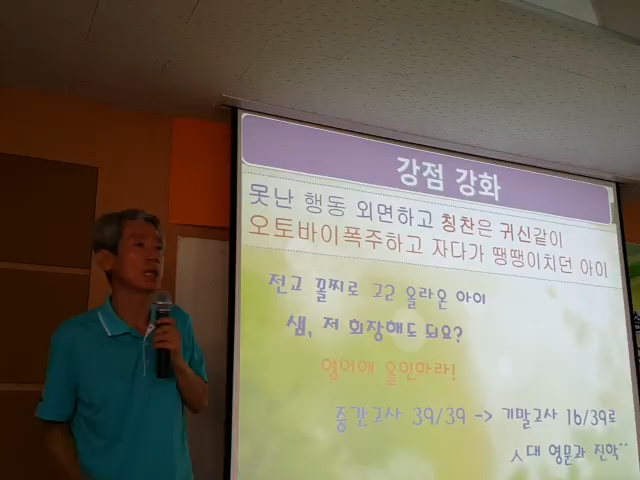 강점 강화
못난 행동 외면하고 칭찬은 귀신같이
오토바이폭주하고 자다가 땡땡이치던 아이
전교 꼴찌로 고2 올라온 아이
샘, 저 회장해도 되요?
영어에 올인하라!
중간고사 39/39 -> 기말고사 16/39로
ㅅ대 영문과 진학^^